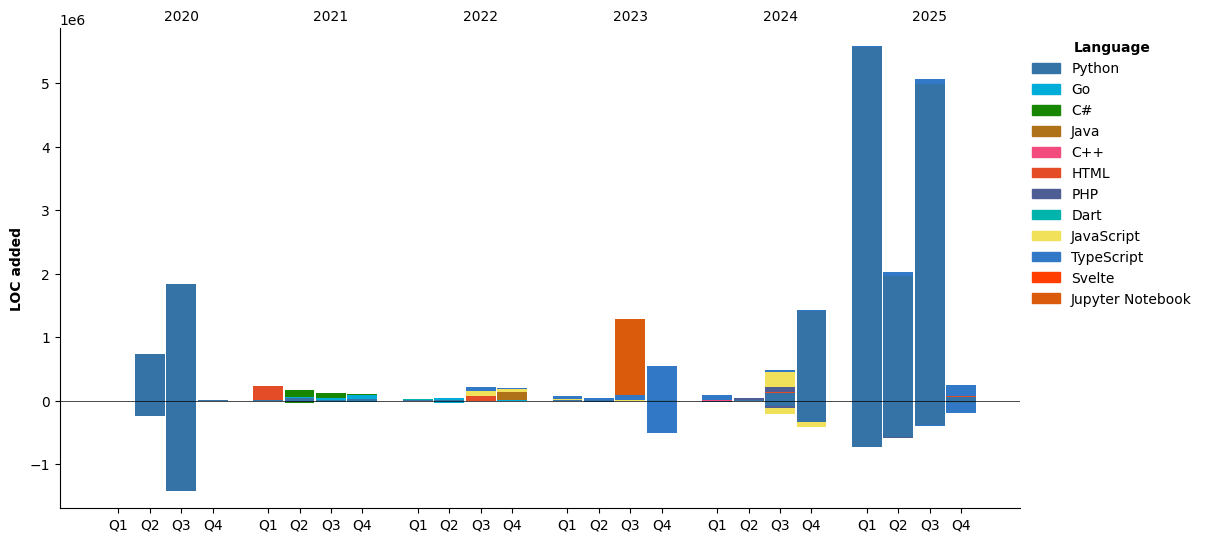 2020 2021 2022 2023 2024 2025
1e6
Language
Python
Go
C#
Java
C++
HTML
PHP
Dart
JavaScript
TypeScript
Svelte
Jupyter Notebook
LOC added
5
4
3
2
1
0
−1
Q1 Q2 Q3 Q4 Q1 Q2 Q3 Q4 Q1 Q2 Q3 Q4 Q1 Q2 Q3 Q4 Q1 Q2 Q3 Q4 Q1 Q2 Q3 Q4